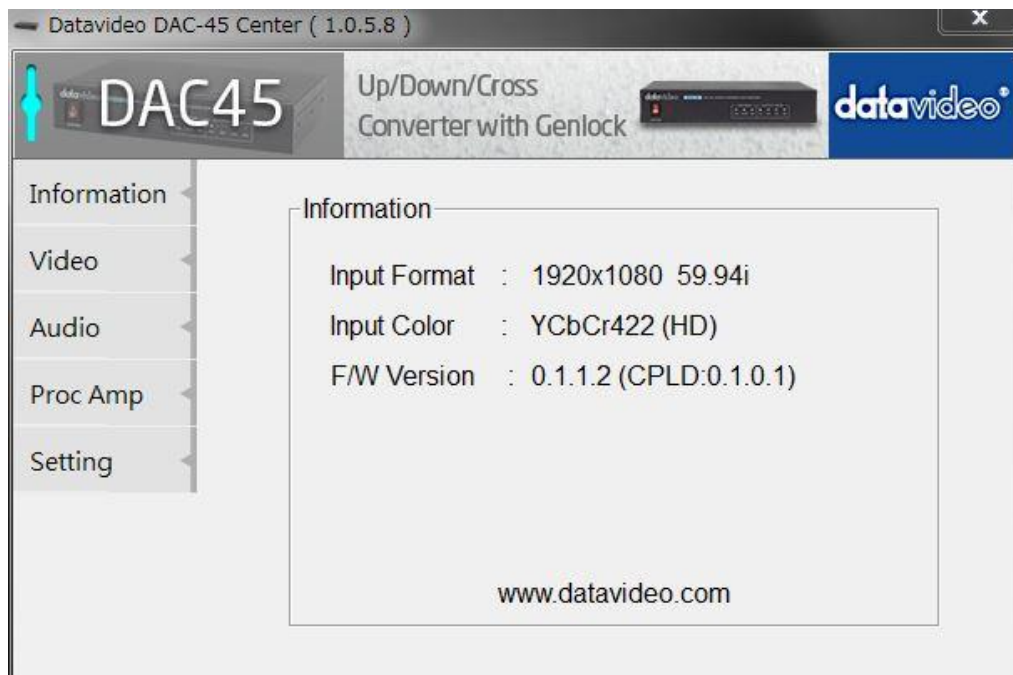 Datavideo DAC-45 Center ( 1.0.5.8 )
x
DAC45
Up/Down/Cross
Converter with Genlock
datavideo®
Information
Video
Audio
Proc Amp
Setting
Information
Input Format : 1920x1080 59.94i
Input Color : YCbCr422 (HD)
F/W Version : 0.1.1.2 (CPLD:0.1.0.1)
www.datavideo.com